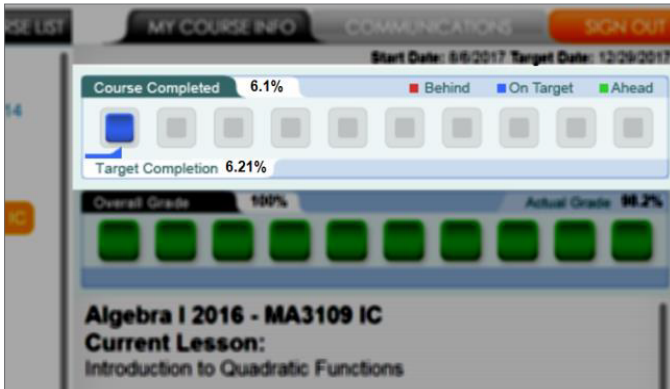 SE LIST MY COURSE INFO COMMUNICATIONS SIGN OUT
Start Date: 8/6/2017 Target Date: 12/29/2017
Course Completed 6.1% Behind On Target Ahead
14
Target Completion 6.21%
Overall Grade 100% Actual Grade 98.2%
IC
Algebra I 2016 - MA3109 IC
Current Lesson:
Introduction to Quadratic Functions